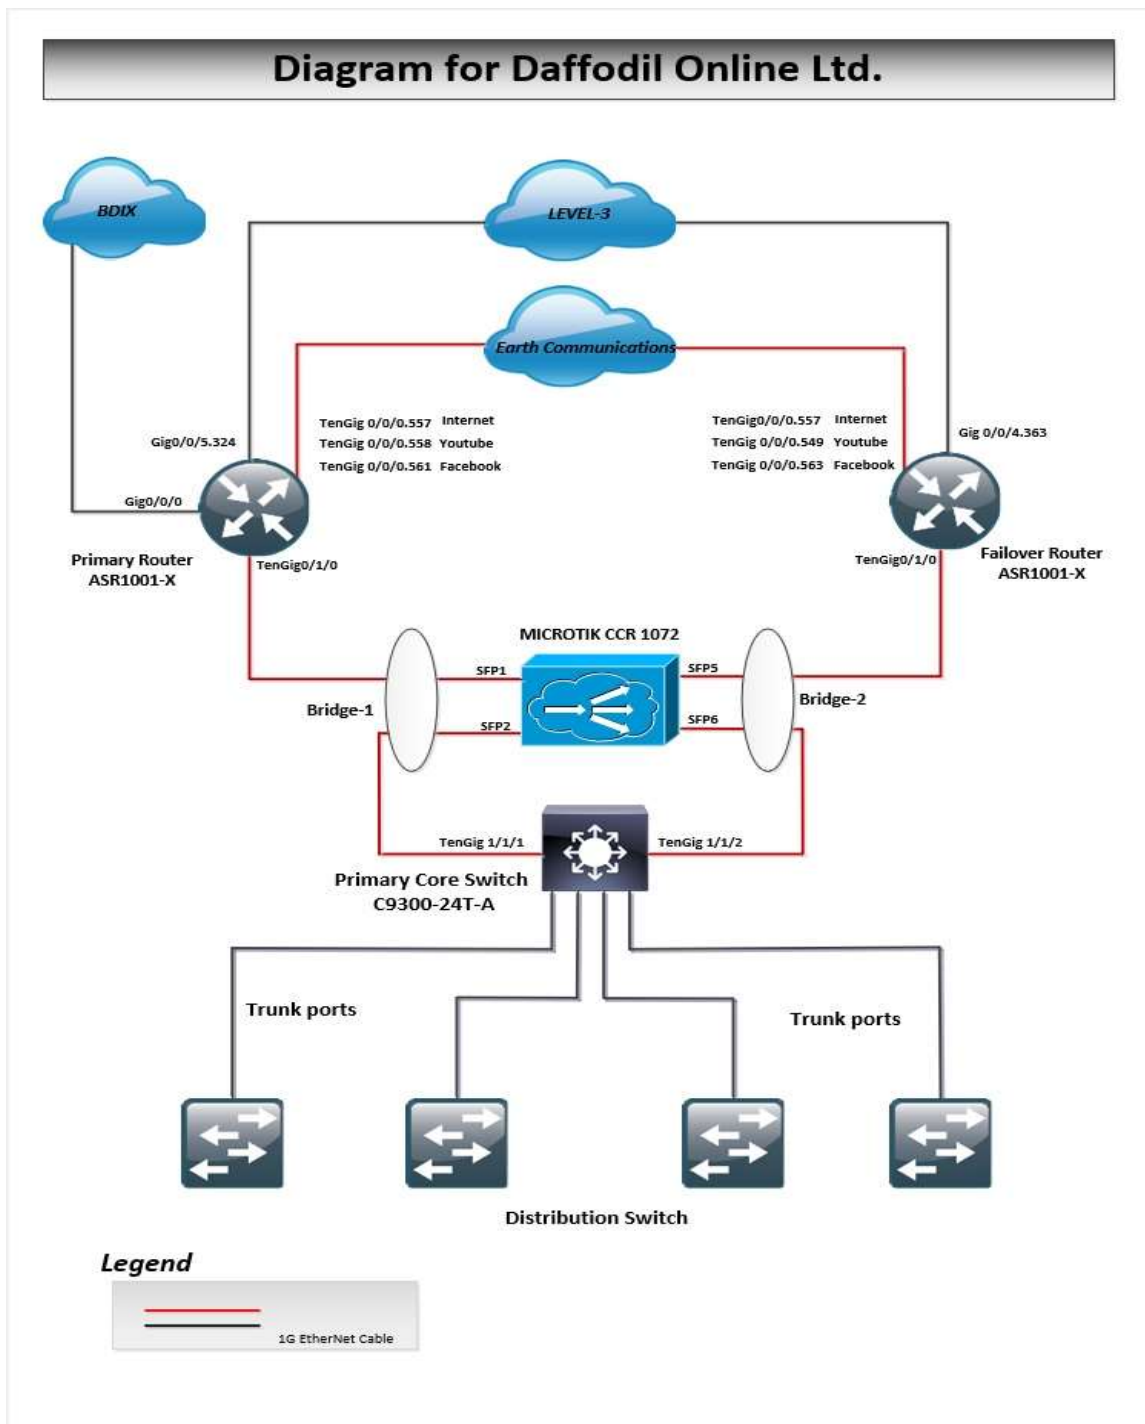 Diagram for Daffodil Online Ltd.
BDIX
LEVEL-3
Earth Communications
TenGig 0/0/0.557 Internet
TenGig 0/0/0.558 Youtube
TenGig 0/0/0.561 Facebook
TenGig0/0/0.557 Internet
TenGig 0/0/0.549 Youtube
TenGig 0/0/0.563 Facebook
Gig0/0/5.324
Gig 0/0/4.363
Gig0/0/0
Primary Router
ASR1001-X
TenGig0/1/0
TenGig0/1/0
Failover Router
ASR1001-X
MICROTIK CCR 1072
SFP1
SFP5
Bridge-1
Bridge-2
SFP2
SFP6
TenGig 1/1/1
TenGig 1/1/2
Primary Core Switch
C9300-24T-A
Trunk ports
Trunk ports
Distribution Switch
Legend
1G EtherNet Cable